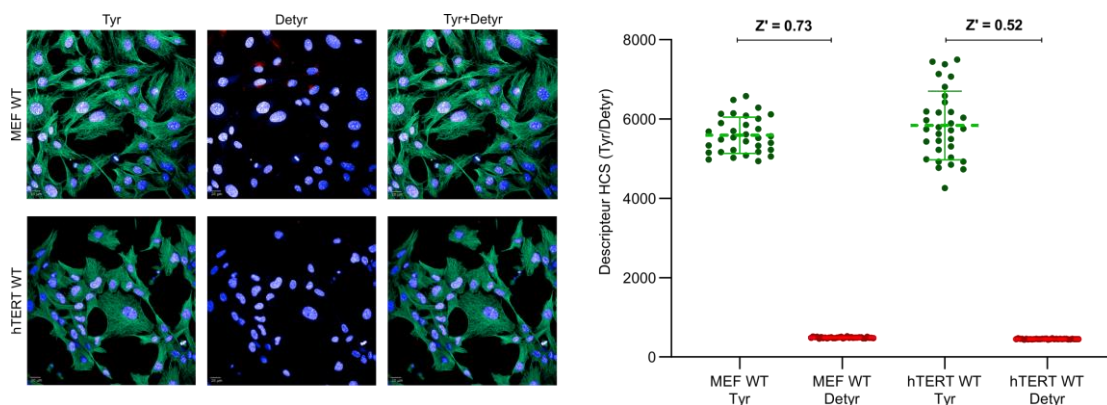 Tyr
Detyr
Tyr+Detyr
MEF WT
hTERT WT
Z' = 0.73
Z' = 0.52
Descripteur HCS (Tyr/Detyr)
8000
6000
4000
2000
0
MEF WT
Tyr
MEF WT
Detyr
hTERT WT
Tyr
hTERT WT
Detyr